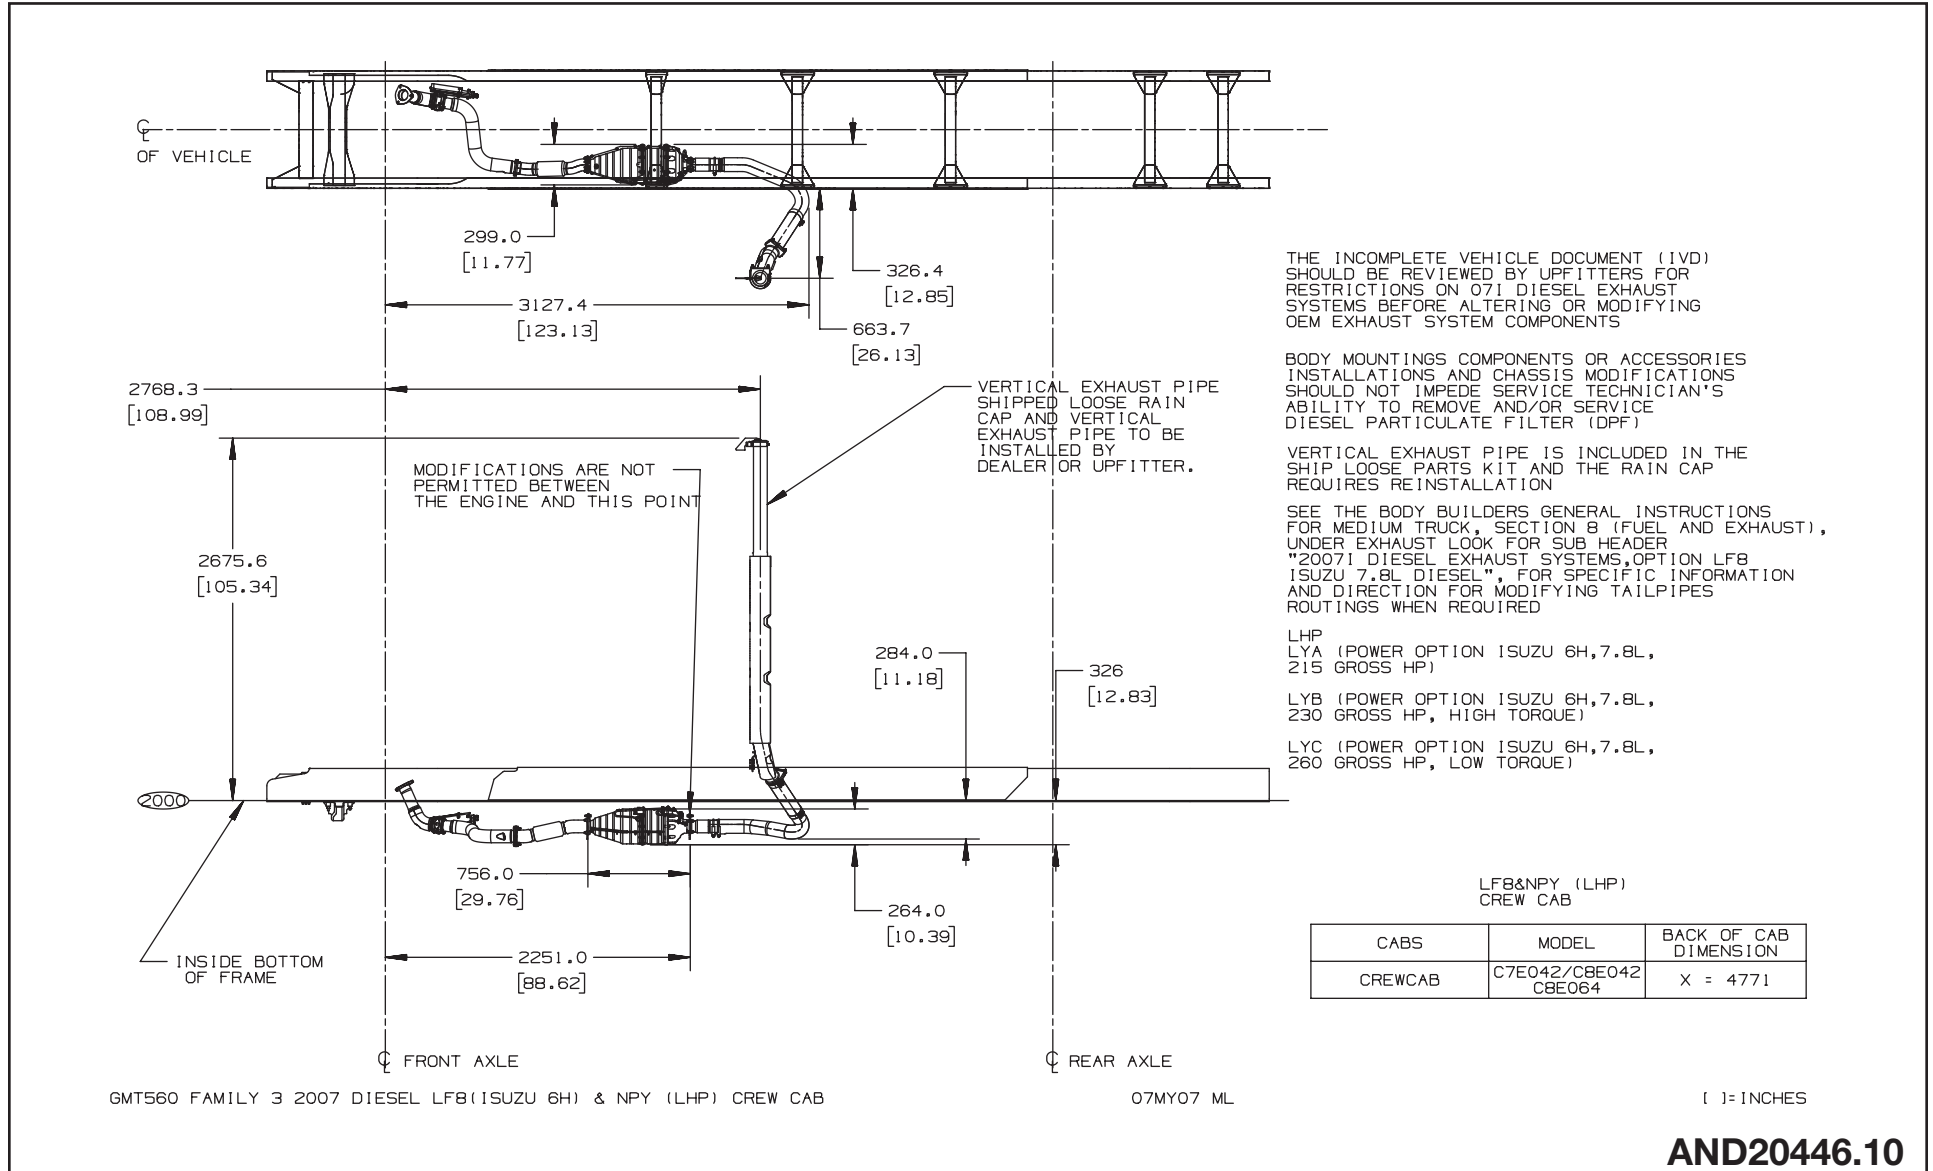 ℄
OF VEHICLE
299.0
[11.77]
326.4
[12.85]
3127.4
[123.13]
663.7
[26.13]
THE INCOMPLETE VEHICLE DOCUMENT (IVD)
SHOULD BE REVIEWED BY UPFITTERS FOR
RESTRICTIONS ON 07I DIESEL EXHAUST
SYSTEMS BEFORE ALTERING OR MODIFYING
OEM EXHAUST SYSTEM COMPONENTS
BODY MOUNTINGS COMPONENTS OR ACCESSORIES
INSTALLATIONS AND CHASSIS MODIFICATIONS
SHOULD NOT IMPEDE SERVICE TECHNICIAN'S
ABILITY TO REMOVE AND/OR SERVICE
DIESEL PARTICULATE FILTER (DPF)
VERTICAL EXHAUST PIPE IS INCLUDED IN THE
SHIP LOOSE PARTS KIT AND THE RAIN CAP
REQUIRES REINSTALLATION
SEE THE BODY BUILDERS GENERAL INSTRUCTIONS
FOR MEDIUM TRUCK, SECTION 8 (FUEL AND EXHAUST),
UNDER EXHAUST LOOK FOR SUB HEADER
"2007I DIESEL EXHAUST SYSTEMS,OPTION LF8
ISUZU 7.8L DIESEL", FOR SPECIFIC INFORMATION
AND DIRECTION FOR MODIFYING TAILPIPES
ROUTINGS WHEN REQUIRED
LHP
LYA (POWER OPTION ISUZU 6H,7.8L,
215 GROSS HP)
LYB (POWER OPTION ISUZU 6H,7.8L,
230 GROSS HP, HIGH TORQUE)
LYC (POWER OPTION ISUZU 6H,7.8L,
260 GROSS HP, LOW TORQUE)
2768.3
[108.99]
VERTICAL EXHAUST PIPE
SHIPPED LOOSE RAIN
CAP AND VERTICAL
EXHAUST PIPE TO BE
INSTALLED BY
DEALER OR UPFITTER.
MODIFICATIONS ARE NOT
PERMITTED BETWEEN
THE ENGINE AND THIS POINT
2675.6
[105.34]
284.0
[11.18]
326
[12.83]
2000
756.0
[29.76]
264.0
[10.39]
INSIDE BOTTOM
OF FRAME
2251.0
[88.62]
LF8&NPY (LHP)
CREW CAB
CABS MODEL BACK OF CAB
DIMENSION
CREWCAB C7E042/C8E042
C8E064 X = 4771
℄ FRONT AXLE
℄ REAR AXLE
GMT560 FAMILY 3 2007 DIESEL LF8(ISUZU 6H) & NPY (LHP) CREW CAB
07MY07 ML
[ ]=INCHES
AND20446.10